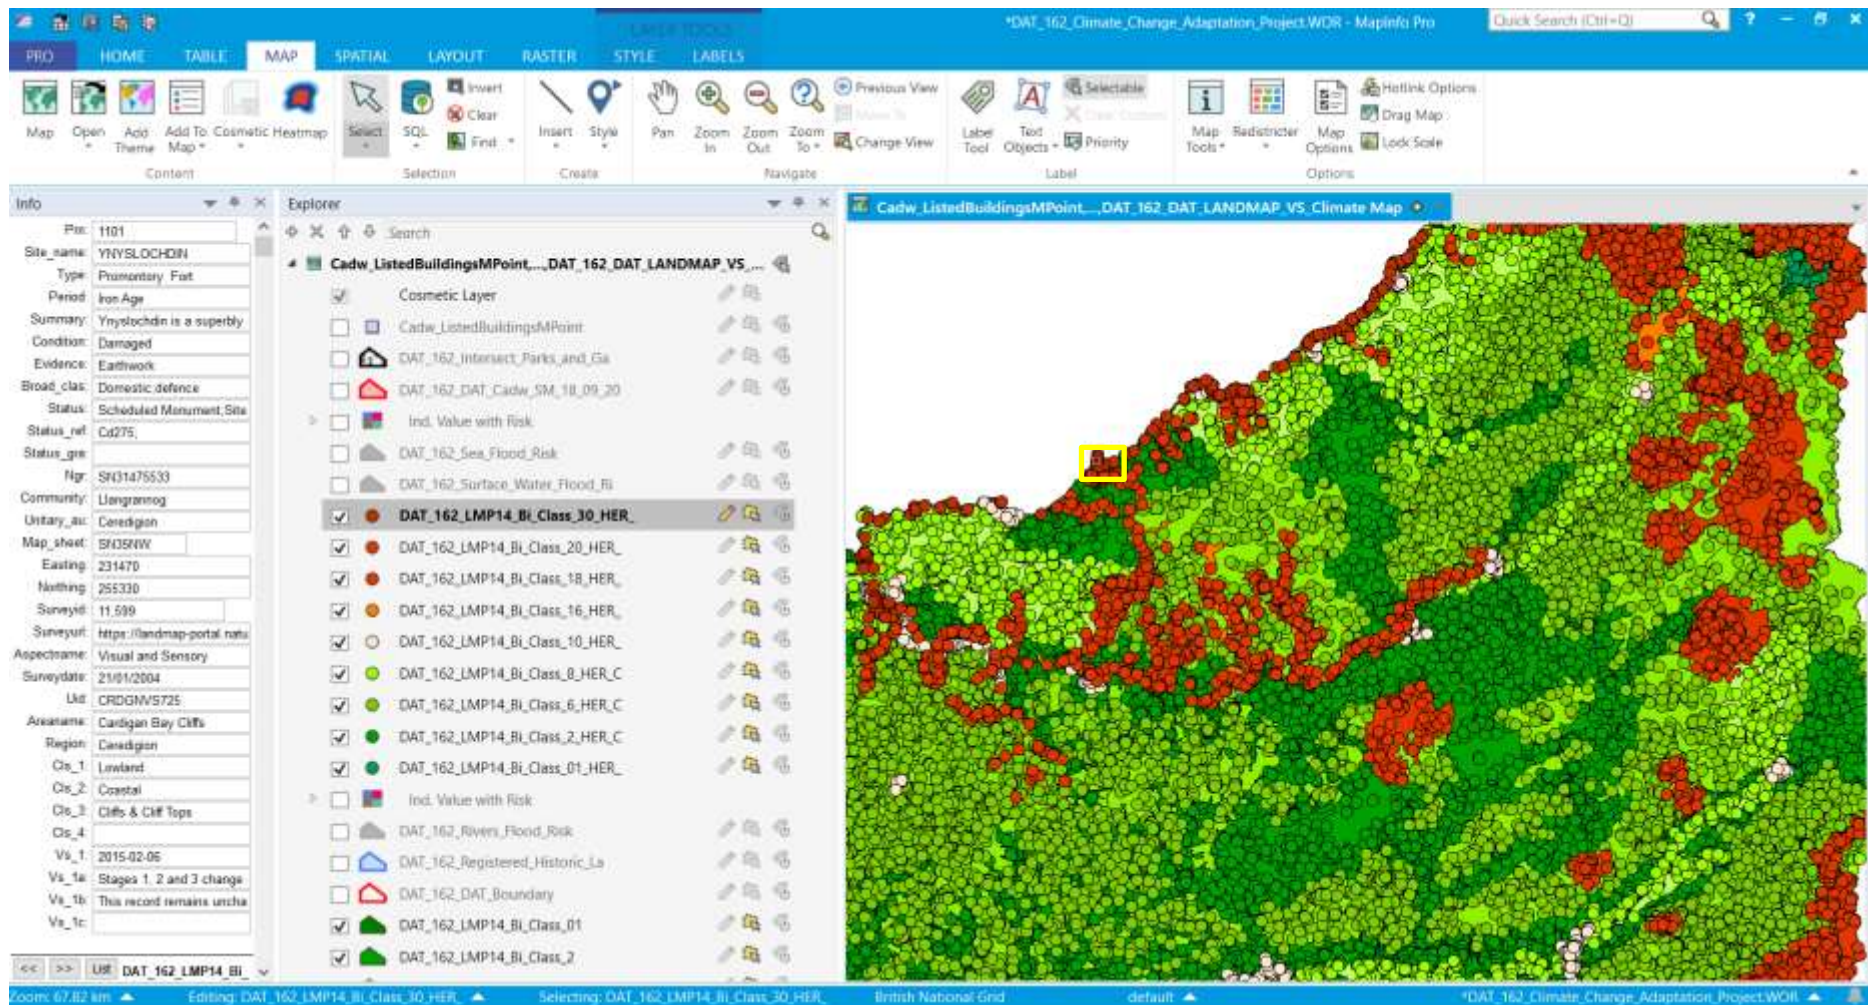 *DAT_162_Climate_Change_Adaptation_Project.WOR - MapInfo Pro
Quick Search (Ctrl+Q)
?
LAYER TOOLS
PRO HOME TABLE MAP SPATIAL LAYOUT RASTER STYLE LABELS
Map
Open
Add Theme
Add To Map
Cosmetic
Heatmap
Content
Select
SQL
Invert
Clear
Find
Selection
Insert
Style
Create
Pan
Zoom In
Zoom Out
Zoom To
Previous View
Change View
Navigate
Label Tool
Text Objects
Selectable
Priority
Label
Map Tools
Redistricter
Map Options
Hotlink Options
Drag Map
Lock Scale
Options
Info
Prn: 1101
Site_name: YNYSLOCHDIN
Type: Promontory Fort
Period: Iron Age
Summary: Ynyslochdin is a superbly
Condition: Damaged
Evidence: Earthwork
Broad_clas: Domestic defence
Status: Scheduled Monument,Site
Status_ref: Cd275;
Status_gra:
Ngr: SN31475533
Community: Llangrannog
Unitary_au: Ceredigion
Map_sheet: SN35NW
Easting: 231470
Northing: 255330
Surveyid: 11,599
Surveyurl: https://landmap-portal.natu
Aspectname: Visual and Sensory
Surveydate: 21/01/2004
Uid: CRDGNVS725
Areaname: Cardigan Bay Cliffs
Region: Ceredigion
Cls_1: Lowland
Cls_2: Coastal
Cls_3: Cliffs & Cliff Tops
Cls_4:
Vs_1: 2015-02-06
Vs_1a: Stages 1, 2 and 3 change
Vs_1b: This record remains uncha
Vs_1c:
<< >> List DAT_162_LMP14_Bi_
Explorer
Search
Cadw_ListedBuildingsMPoint,...,DAT_162_DAT_LANDMAP_VS_...
Cosmetic Layer
Cadw_ListedBuildingsMPoint
DAT_162_Intersect_Parks_and_Ga
DAT_162_DAT_Cadw_SM_18_09_20
Ind. Value with Risk
DAT_162_Sea_Flood_Risk
DAT_162_Surface_Water_Flood_Ri
DAT_162_LMP14_Bi_Class_30_HER_
DAT_162_LMP14_Bi_Class_20_HER_
DAT_162_LMP14_Bi_Class_18_HER_
DAT_162_LMP14_Bi_Class_16_HER_
DAT_162_LMP14_Bi_Class_10_HER_
DAT_162_LMP14_Bi_Class_8_HER_C
DAT_162_LMP14_Bi_Class_6_HER_C
DAT_162_LMP14_Bi_Class_2_HER_C
DAT_162_LMP14_Bi_Class_01_HER_
Ind. Value with Risk
DAT_162_Rivers_Flood_Risk
DAT_162_Registered_Historic_La
DAT_162_DAT_Boundary
DAT_162_LMP14_Bi_Class_01
DAT_162_LMP14_Bi_Class_2
Cadw_ListedBuildingsMPoint,...,DAT_162_DAT_LANDMAP_VS_Climate Map
Zoom: 67.82 km
Editing: DAT_162_LMP14_Bi_Class_30_HER_
Selecting: DAT_162_LMP14_Bi_Class_30_HER_
British National Grid
default
*DAT_162_Climate_Change_Adaptation_Project.WOR